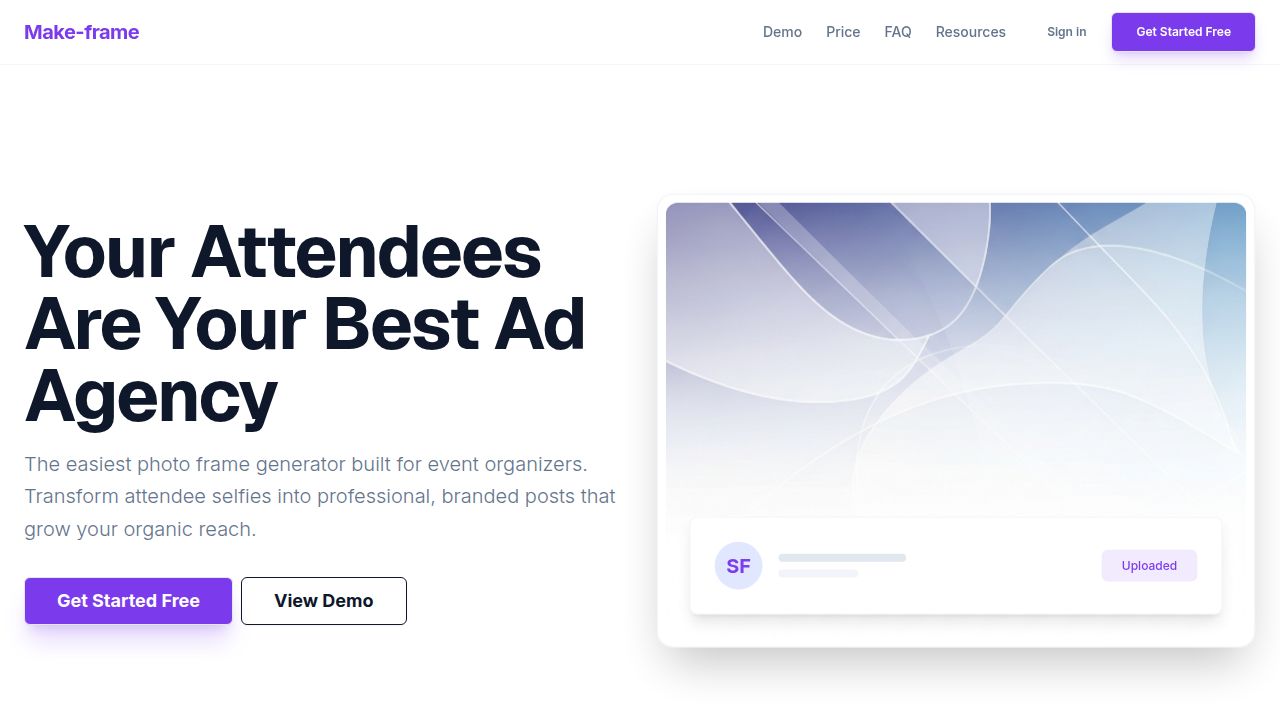 Make-frame
Demo
Price
FAQ
Resources
Sign in
Get Started Free
Your Attendees
Are Your Best Ad
Agency
The easiest photo frame generator built for event organizers.
Transform attendee selfies into professional, branded posts that
grow your organic reach.
Get Started Free
View Demo
SF
Uploaded